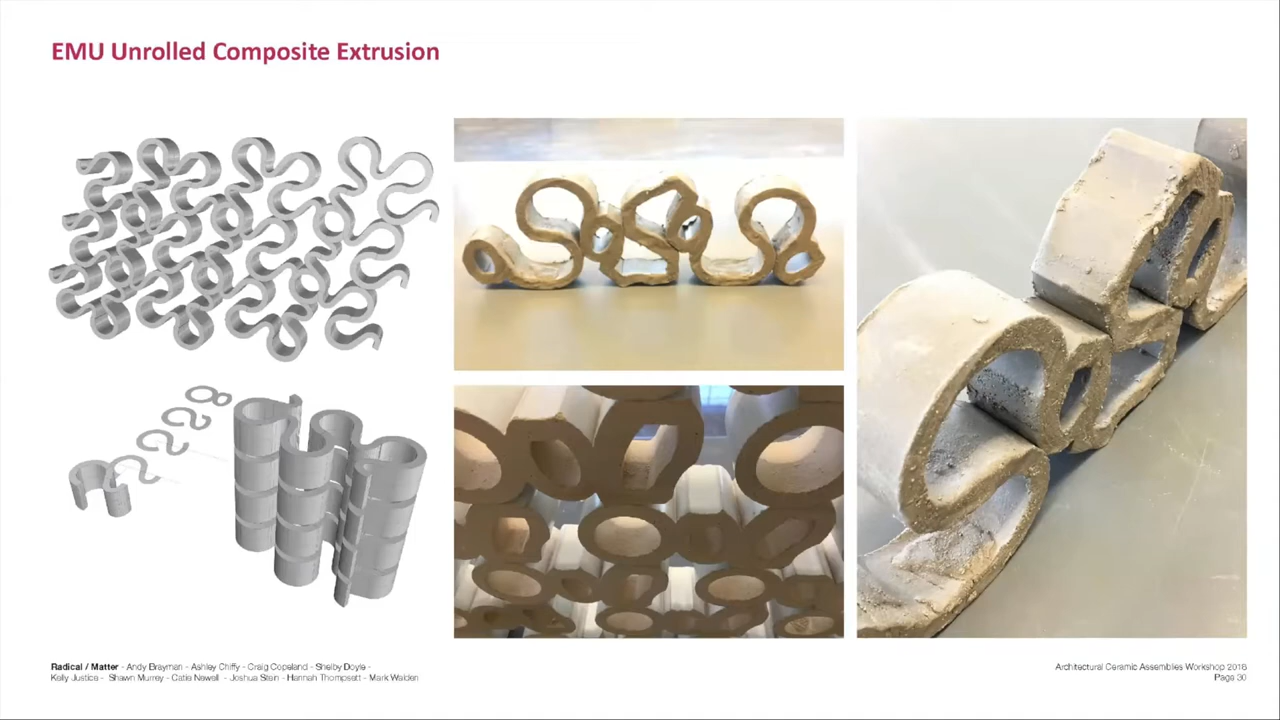 EMU Unrolled Composite Extrusion
Radical / Matter - Andy Brayman - Ashley Chiffy - Craig Copeland - Shelby Doyle -
Kelly Justice - Shawn Murrey - Catie Newell - Joshua Stein - Hannah Thompsett - Mark Walden
Architectural Ceramic Assemblies Workshop 2016
Page 30